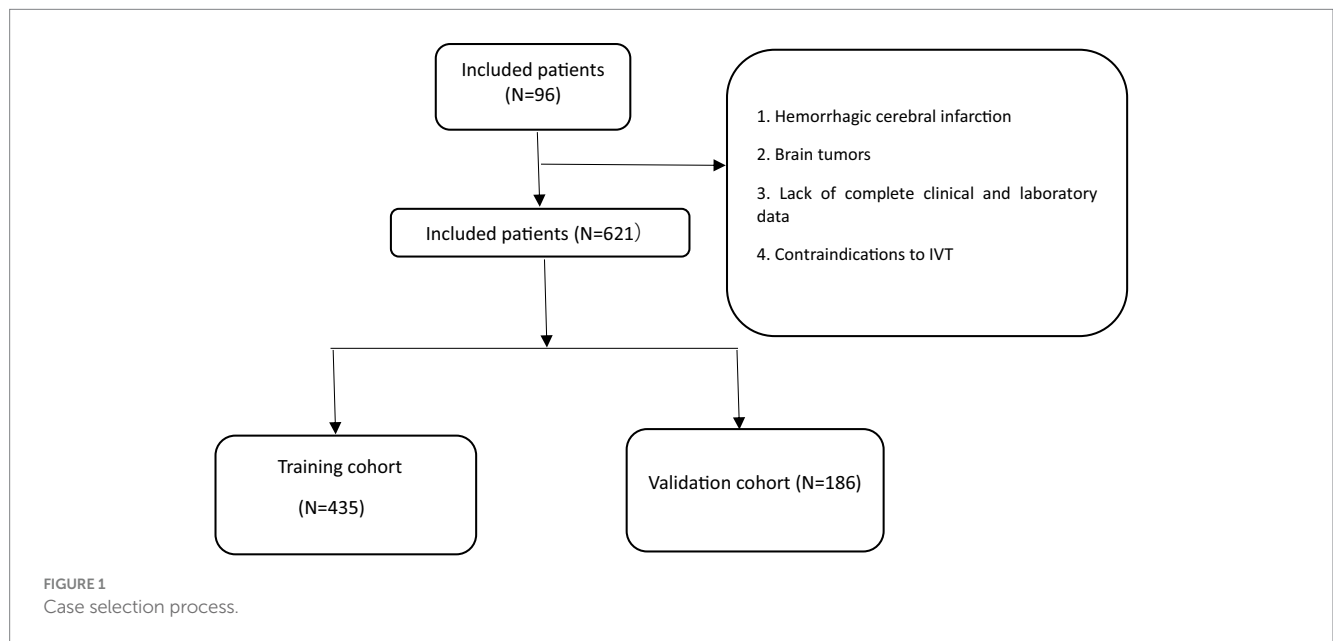 Included patients
(N=96)
1. Hemorrhagic cerebral infarction
2. Brain tumors
3. Lack of complete clinical and laboratory
data
4. Contraindications to IVT
Included patients (N=621）
Training cohort
(N=435)
Validation cohort (N=186)
FIGURE 1
Case selection process.